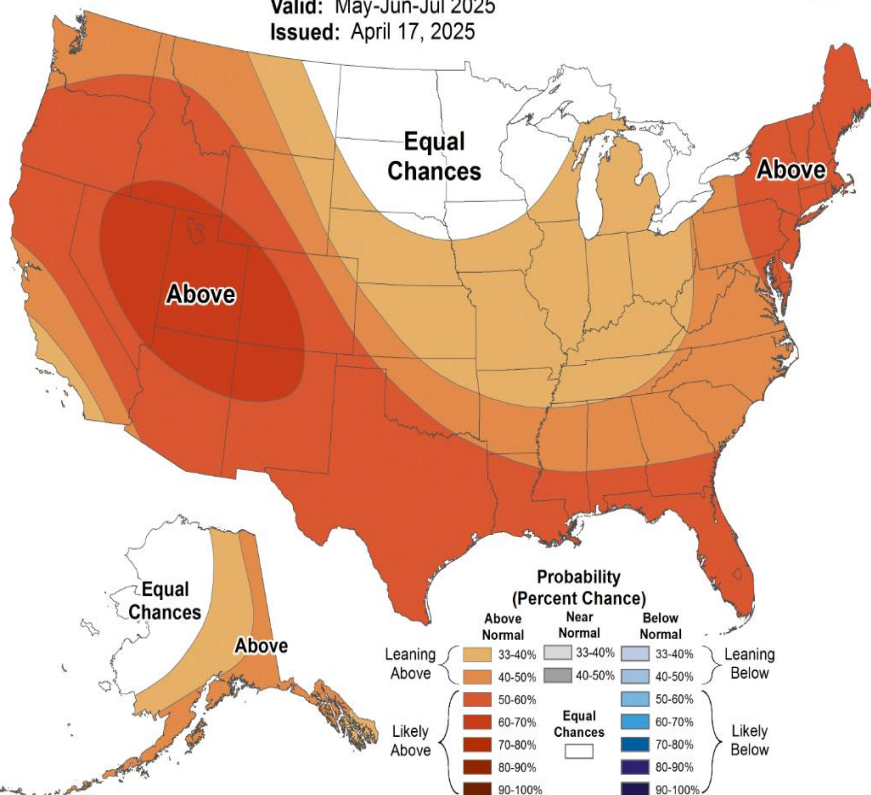 Valid: May-Jun-Jul 2025
Issued: April 17, 2025
Equal
Chances
Above
Above
Equal
Chances
Above
Probability
(Percent Chance)
Above
Normal
Near
Normal
Below
Normal
Leaning
Above
33-40%
40-50%
33-40%
40-50%
33-40%
40-50%
Leaning
Below
Likely
Above
50-60%
60-70%
70-80%
80-90%
90-100%
Equal
Chances
50-60%
60-70%
70-80%
80-90%
90-100%
Likely
Below